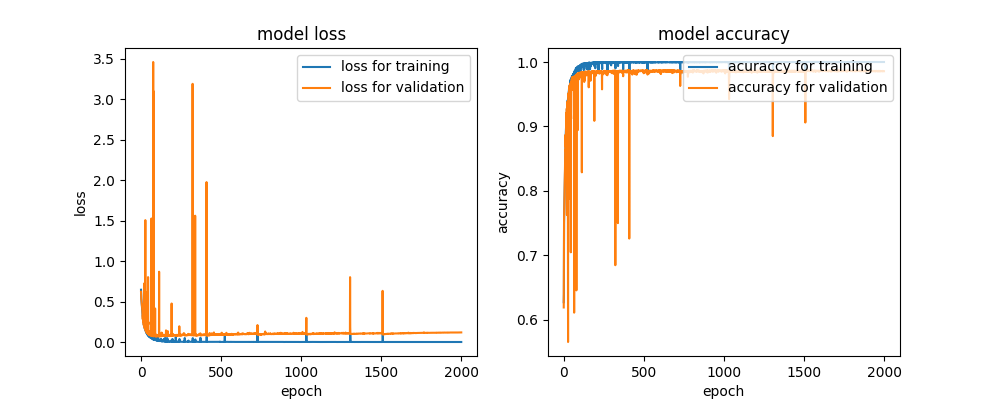 model loss
loss
3.5
3.0
2.5
2.0
1.5
1.0
0.5
0.0
loss for training
loss for validation
0 500 1000 1500 2000
epoch
model accuracy
accuracy
1.0
0.9
0.8
0.7
0.6
acuraccy for training
accuracy for validation
0 500 1000 1500 2000
epoch